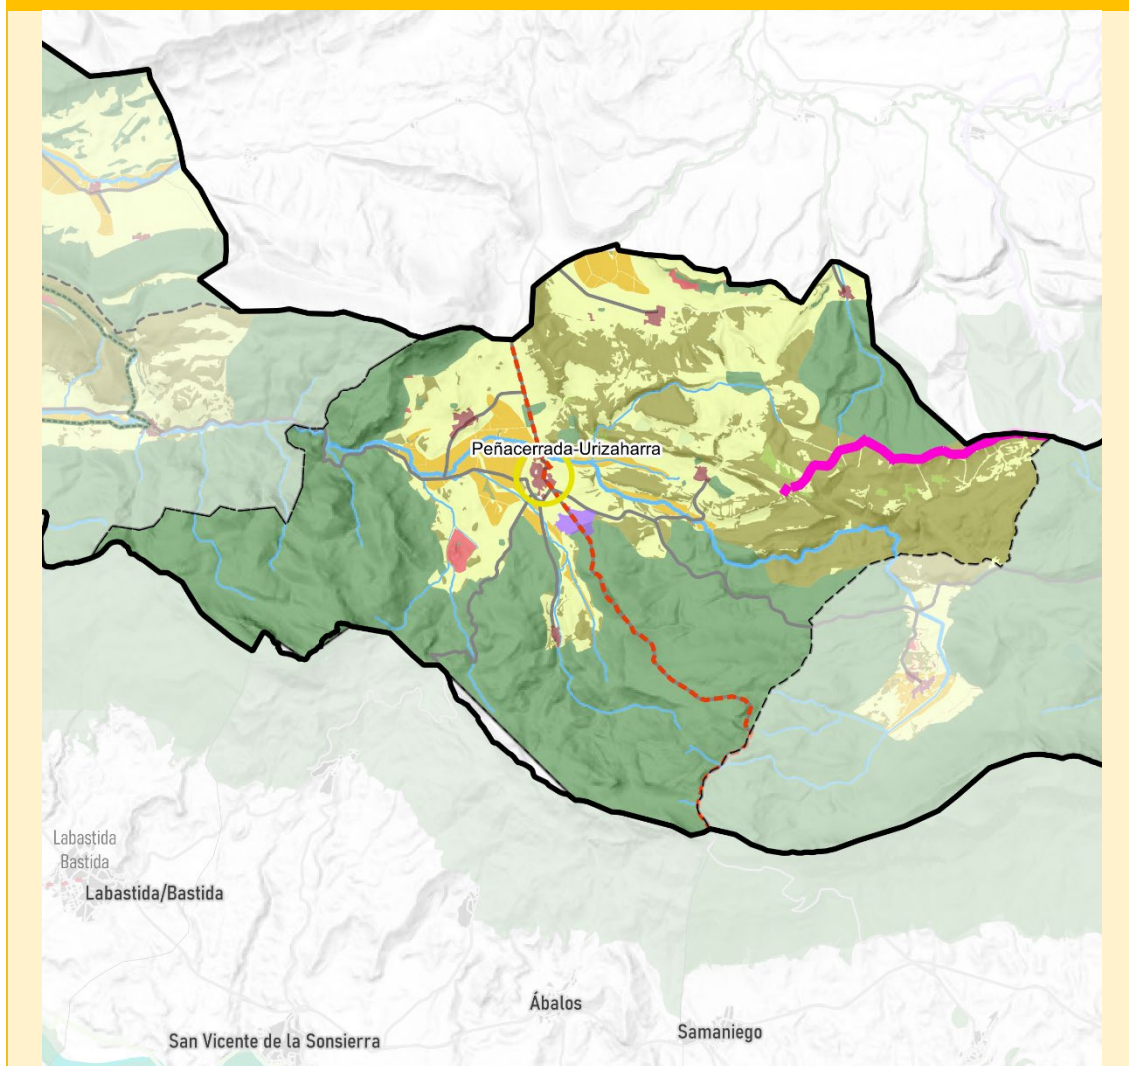 Peñacerrada-Urizaharra
Labastida
Bastida
Labastida/Bastida
Ábalos
Samaniego
San Vicente de la Sonsierra